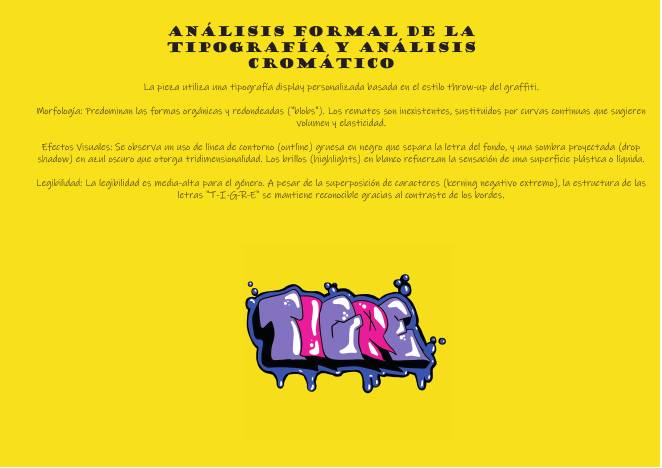 ANÁLISIS FORMAL DE LA
TIPOGRAFÍA Y ANÁLISIS
CROMÁTICO
La pieza utiliza una tipografía display personalizada basada en el estilo throw-up del graffiti.
Morfología: Predominan las formas orgánicas y redondeadas ("blobs"). Los remates son inexistentes, sustituidos por curvas continuas que sugieren
volumen y elasticidad.
Efectos Visuales: Se observa un uso de línea de contorno (outline) gruesa en negro que separa la letra del fondo, y una sombra proyectada (drop
shadow) en azul oscuro que otorga tridimensionalidad. Los brillos (highlights) en blanco refuerzan la sensación de una superficie plástica o líquida.
Legibilidad: La legibilidad es media-alta para el género. A pesar de la superposición de caracteres (kerning negativo extremo), la estructura de las
letras "T-I-G-R-E" se mantiene reconocible gracias al contraste de los bordes.
TIGRE